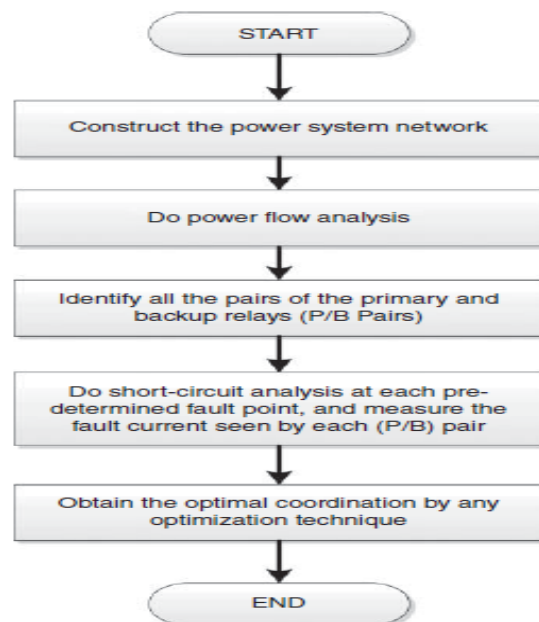 START
Construct the power system network
Do power flow analysis
Identify all the pairs of the primary and
backup relays (P/B Pairs)
Do short-circuit analysis at each pre-
determined fault point, and measure the
fault current seen by each (P/B) pair
Obtain the optimal coordination by any
optimization technique
END